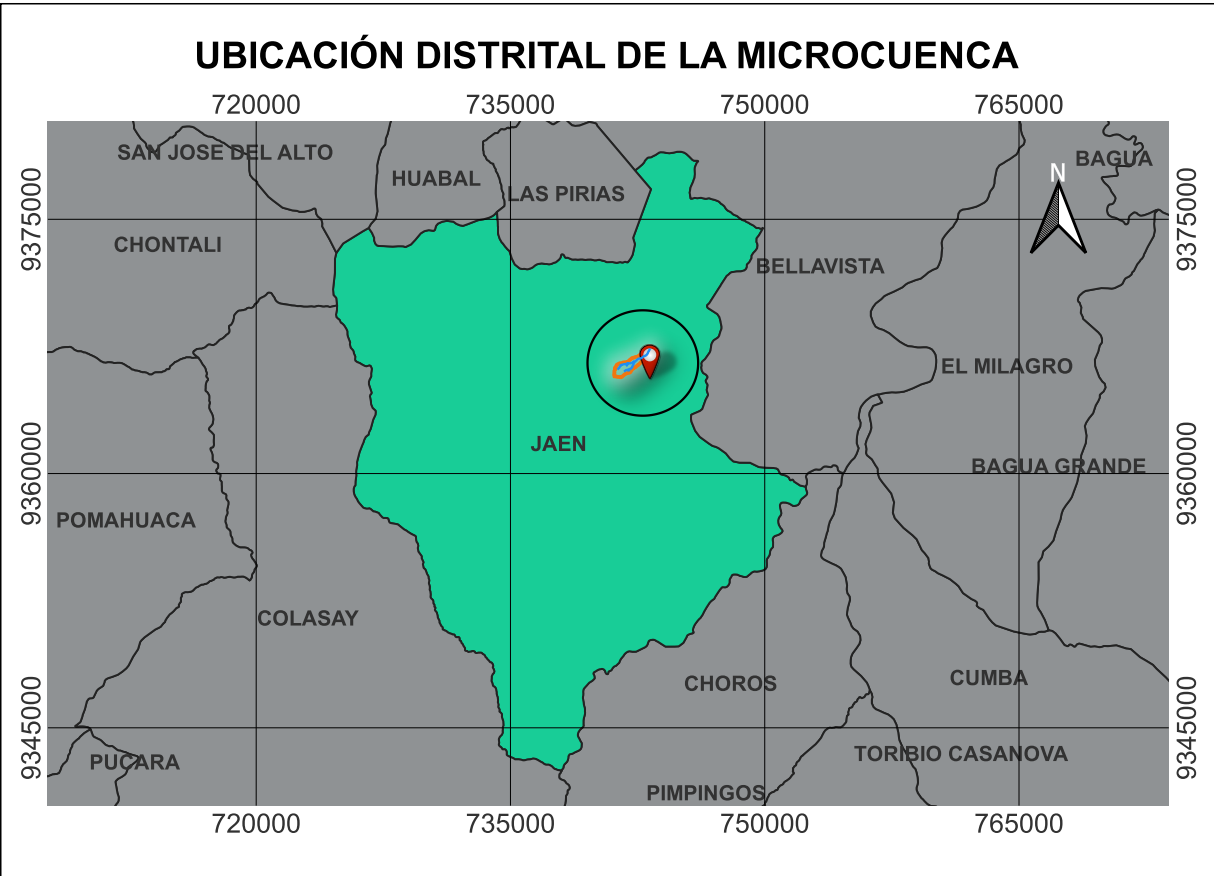 UBICACIÓN DISTRITAL DE LA MICROCUENCA
720000 735000 750000 765000
SAN JOSE DEL ALTO
BAGUA
HUABAL
N
LAS PIRIAS
9375000 9375000
CHONTALI
BELLAVISTA
EL MILAGRO
JAEN
BAGUA GRANDE
9360000 9360000
POMAHUACA
COLASAY
CHOROS
CUMBA
9345000 9345000
PUCARA
TORIBIO CASANOVA
PIMPINGOS
720000 735000 750000 765000